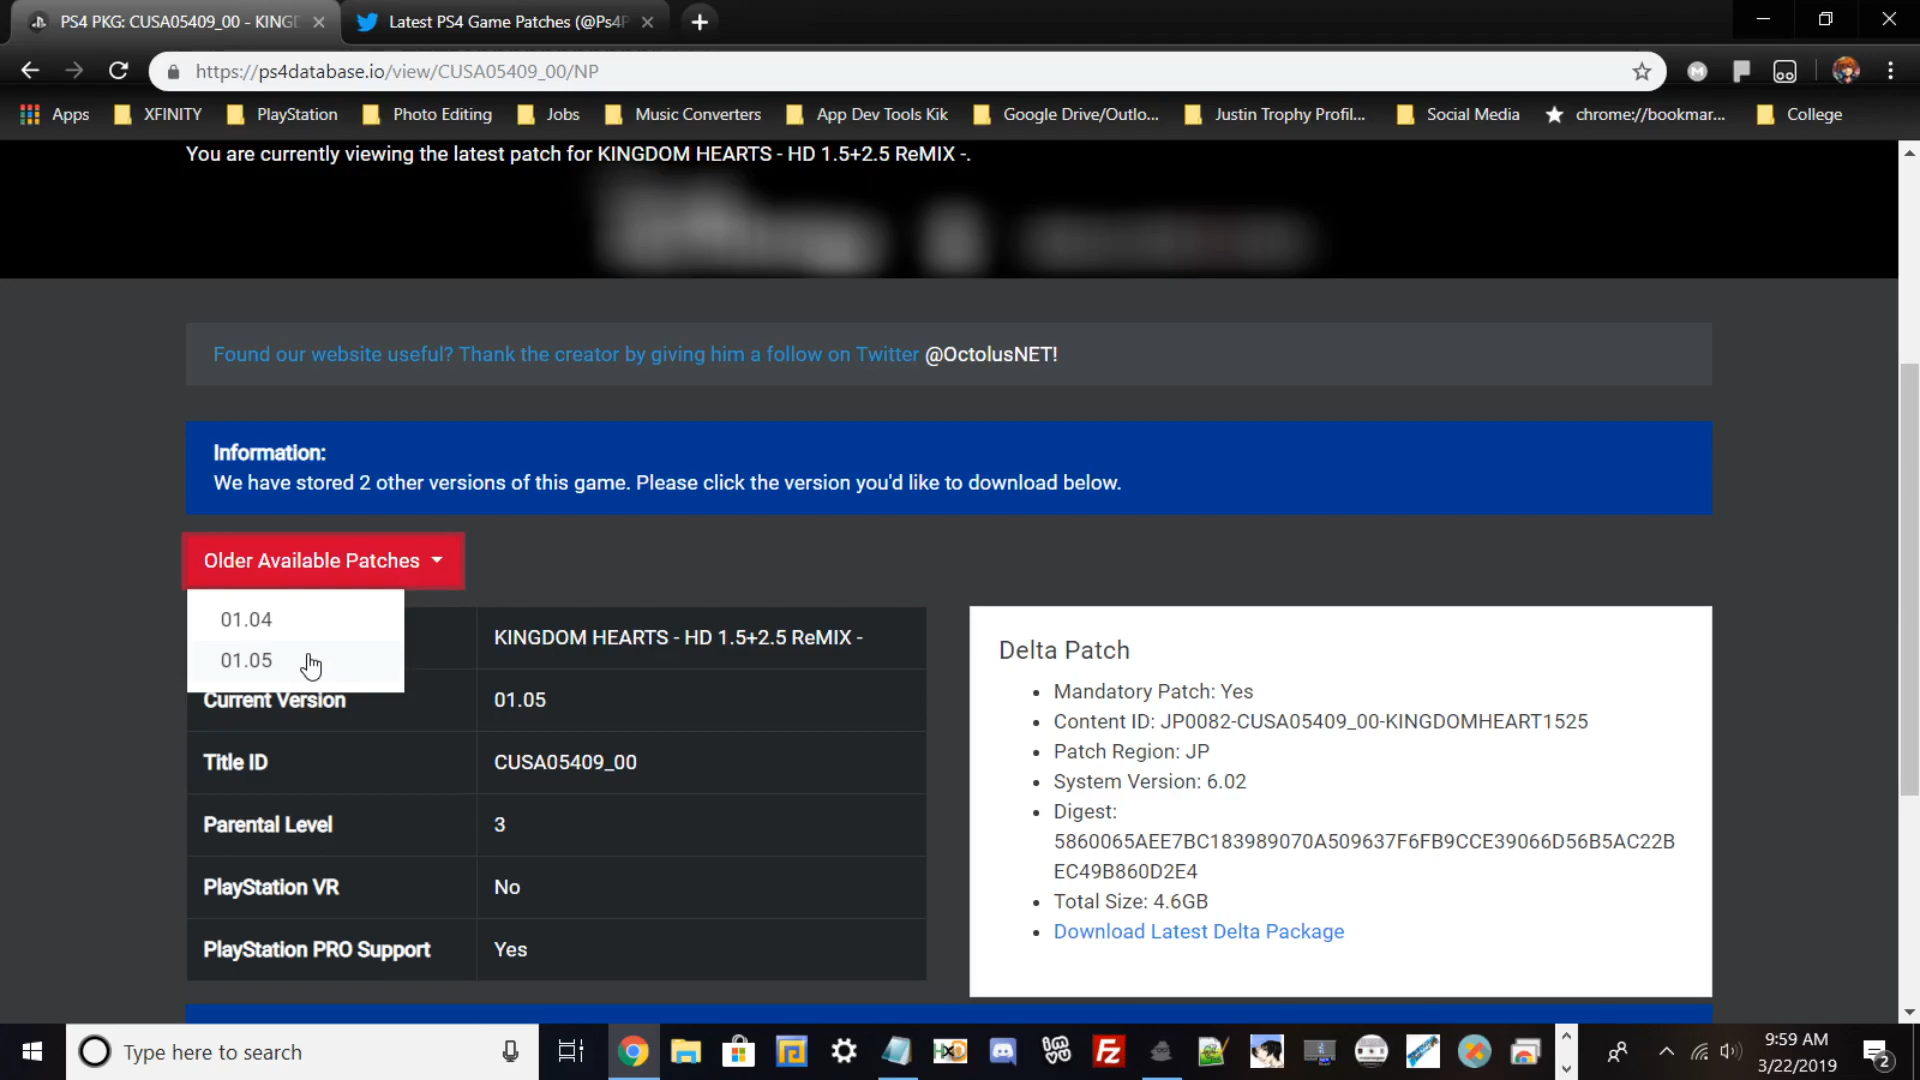 PS4 PKG: CUSA05409_00 - KING
Latest PS4 Game Patches (@Ps4P
https://ps4database.io/view/CUSA05409_00/NP
Apps
XFINITY
PlayStation
Photo Editing
Jobs
Music Converters
App Dev Tools Kik
Google Drive/Outlo...
Justin Trophy Profil...
Social Media
chrome://bookmar...
College
You are currently viewing the latest patch for KINGDOM HEARTS - HD 1.5+2.5 ReMIX -.
Found our website useful? Thank the creator by giving him a follow on Twitter @OctolusNET!
Information:
We have stored 2 other versions of this game. Please click the version you'd like to download below.
Older Available Patches
01.04
01.05
KINGDOM HEARTS - HD 1.5+2.5 ReMIX -
Current Version 01.05
Title ID CUSA05409_00
Parental Level 3
PlayStation VR No
PlayStation PRO Support Yes
Delta Patch
Mandatory Patch: Yes
Content ID: JP0082-CUSA05409_00-KINGDOMHEART1525
Patch Region: JP
System Version: 6.02
Digest:
5860065AEE7BC183989070A509637F6FB9CCE39066D56B5AC22B
EC49B860D2E4
Total Size: 4.6GB
Download Latest Delta Package
Type here to search
9:59 AM
3/22/2019
2